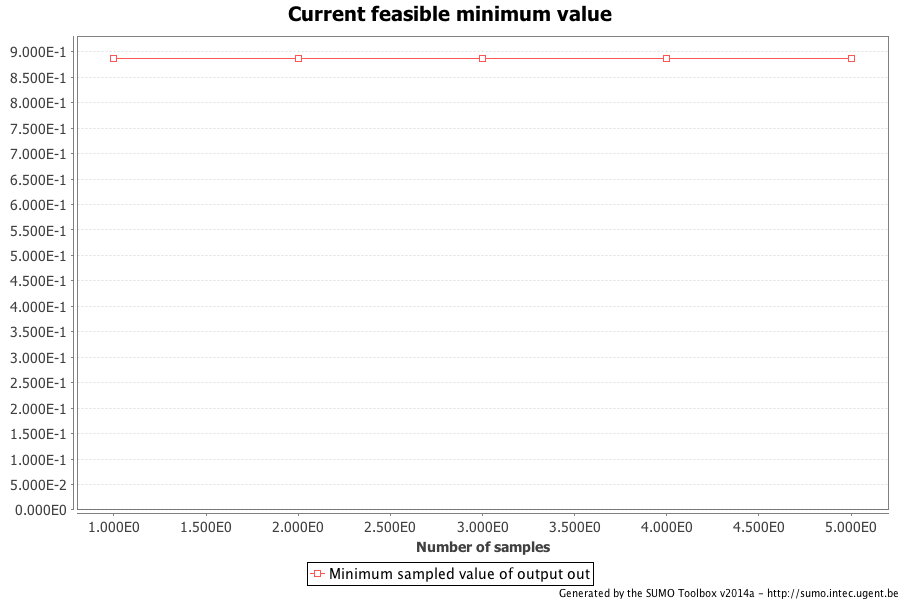 Current feasible minimum value
9.000E-1
8.500E-1
8.000E-1
7.500E-1
7.000E-1
6.500E-1
6.000E-1
5.500E-1
5.000E-1
4.500E-1
4.000E-1
3.500E-1
3.000E-1
2.500E-1
2.000E-1
1.500E-1
1.000E-1
5.000E-2
0.000E0
1.000E0 1.500E0 2.000E0 2.500E0 3.000E0 3.500E0 4.000E0 4.500E0 5.000E0
Number of samples
Minimum sampled value of output out
Generated by the SUMO Toolbox v2014a - http://sumo.intec.ugent.be